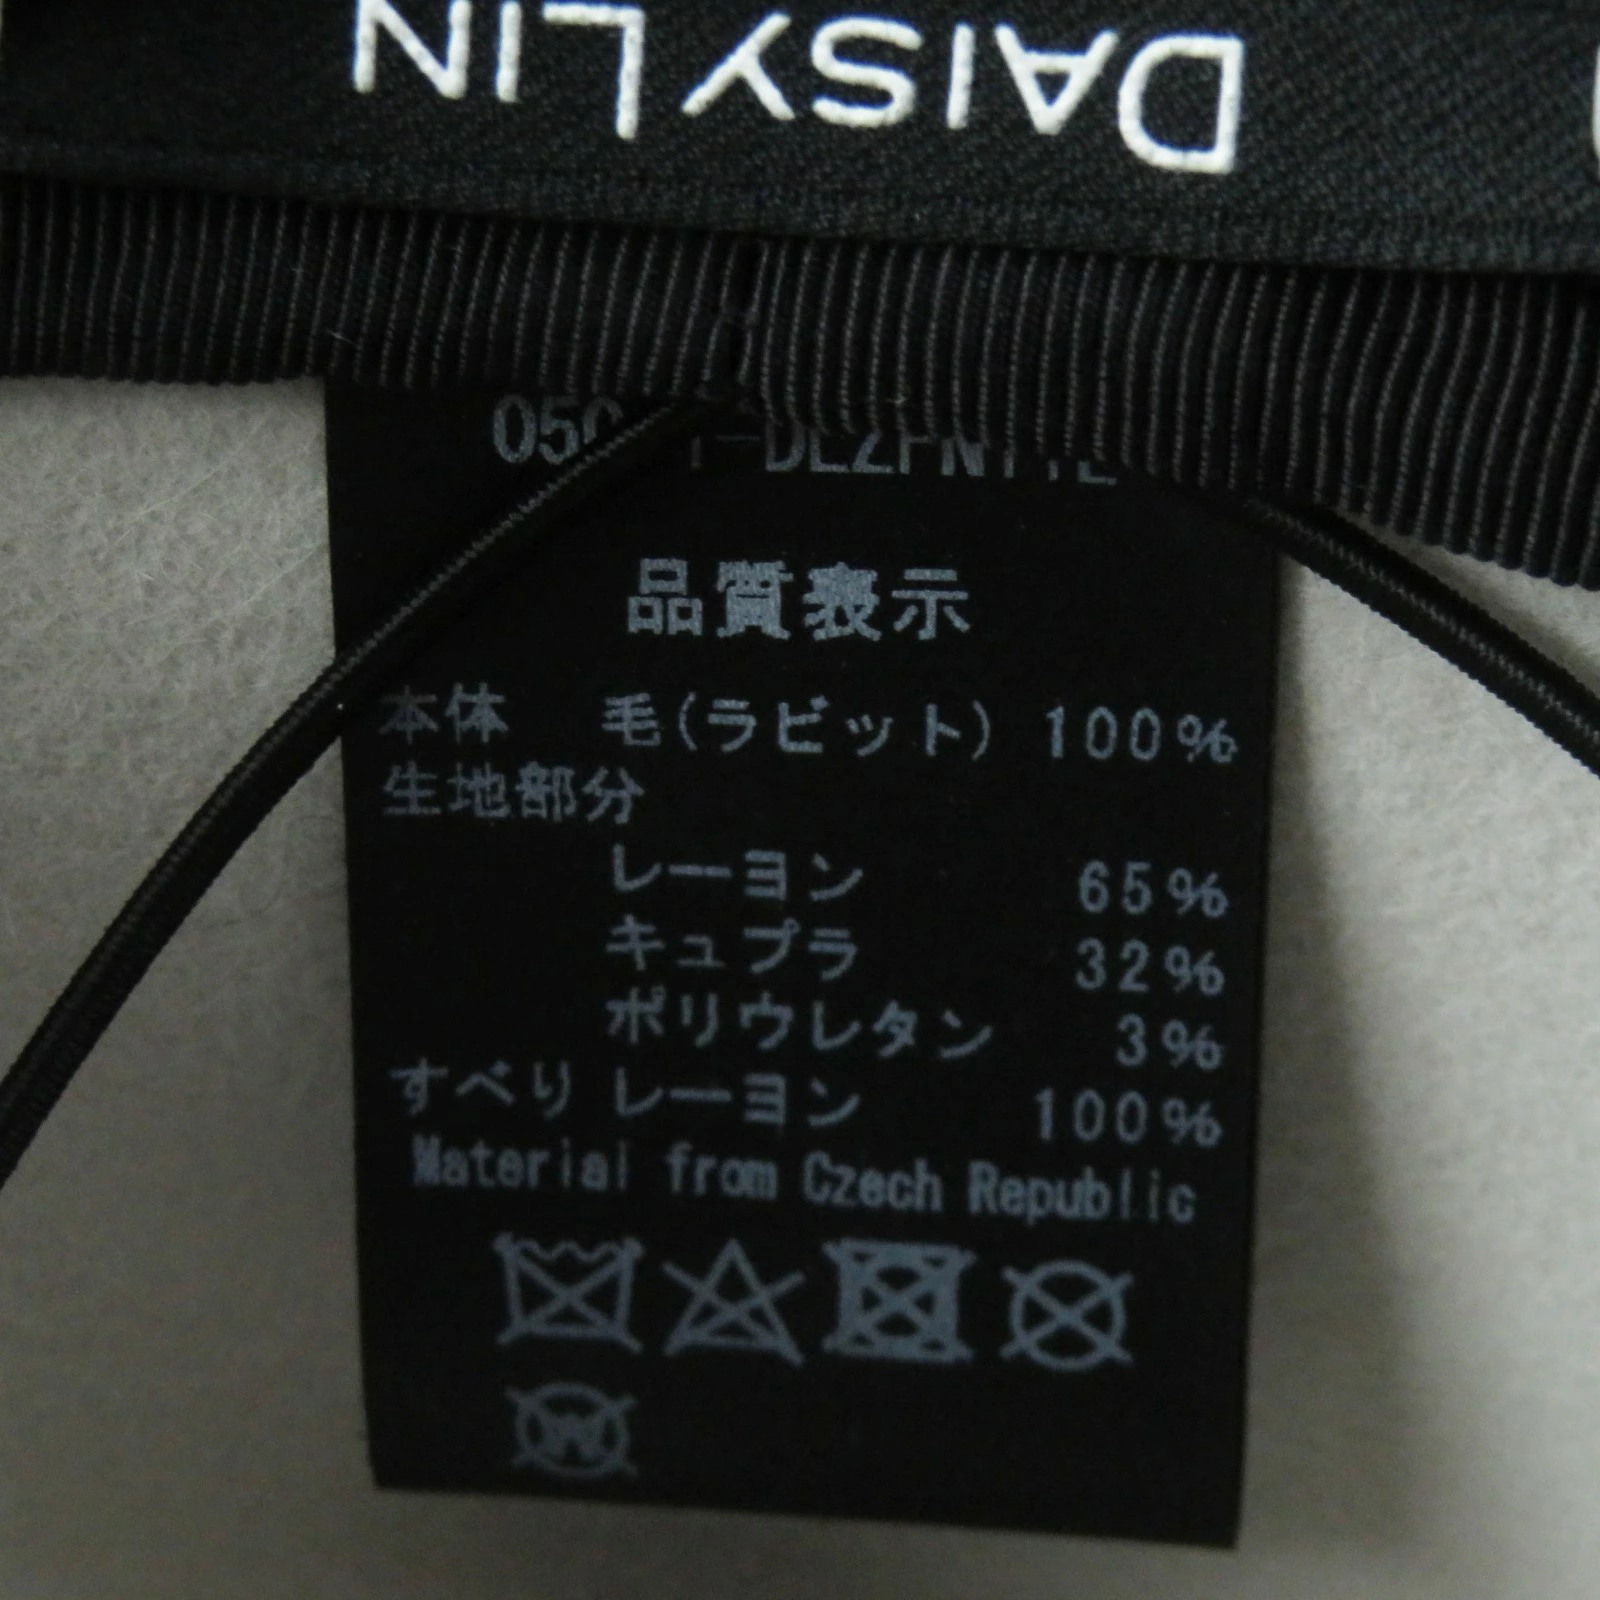 DAISY LIN
品質表示
本体 毛(ラビット) 100%
生地部分
レーヨン 65%
キュプラ 32%
ポリウレタン 3%
すべり レーヨン 100%
Material from Czech Republic
W